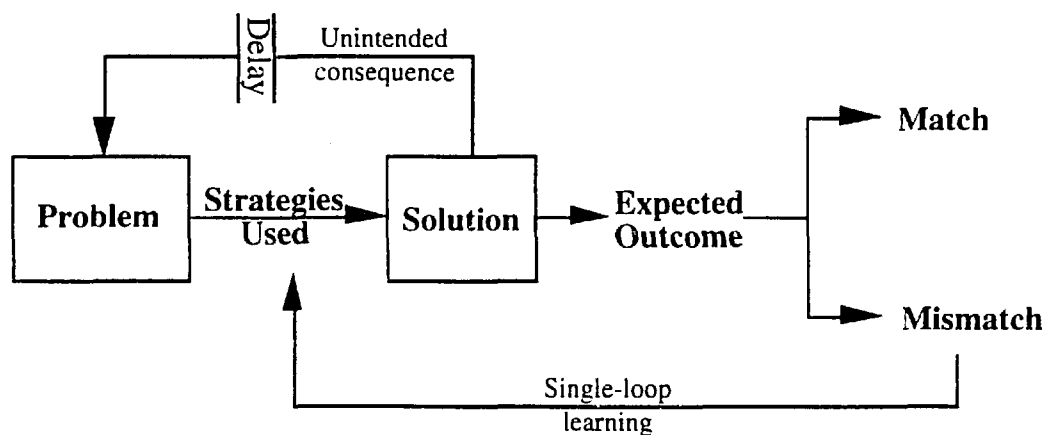 Delay
Unintended
consequence
Match
Problem
Strategies
Used
Solution
Expected
Outcome
Mismatch
Single-loop
learning